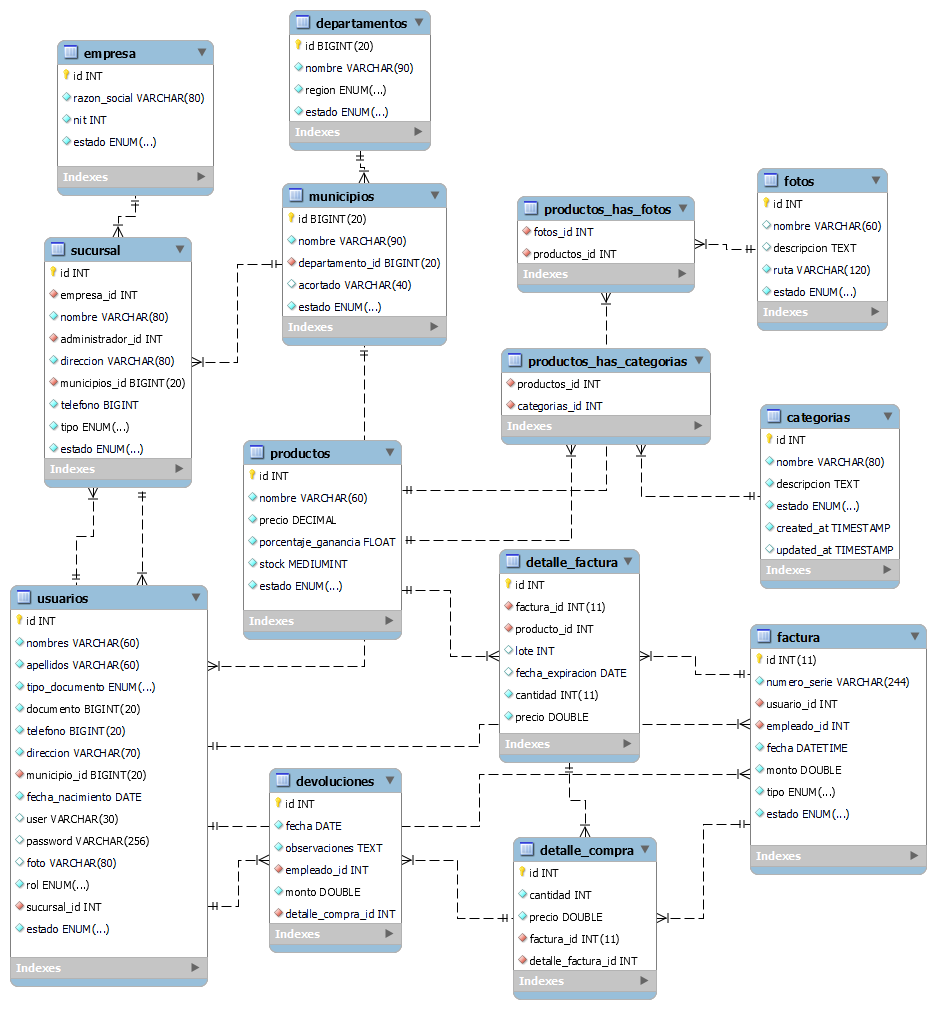 departamentos
id BIGINT(20)
nombre VARCHAR(90)
region ENUM(...)
estado ENUM(...)
Indexes
empresa
id INT
razon_social VARCHAR(80)
nit INT
estado ENUM(...)
Indexes
municipios
id BIGINT(20)
nombre VARCHAR(90)
departamento_id BIGINT(20)
acortado VARCHAR(40)
estado ENUM(...)
Indexes
fotos
id INT
nombre VARCHAR(60)
descripcion TEXT
ruta VARCHAR(120)
estado ENUM(...)
Indexes
productos_has_fotos
fotos_id INT
productos_id INT
Indexes
sucursal
id INT
empresa_id INT
nombre VARCHAR(80)
administrador_id INT
direccion VARCHAR(80)
municipios_id BIGINT(20)
telefono BIGINT
tipo ENUM(...)
estado ENUM(...)
Indexes
productos_has_categorias
productos_id INT
categorias_id INT
Indexes
categorias
id INT
nombre VARCHAR(80)
descripcion TEXT
estado ENUM(...)
created_at TIMESTAMP
updated_at TIMESTAMP
Indexes
productos
id INT
nombre VARCHAR(60)
precio DECIMAL
porcentaje_ganancia FLOAT
stock MEDIUMINT
estado ENUM(...)
Indexes
detalle_factura
id INT
factura_id INT(11)
producto_id INT
lote INT
fecha_expiracion DATE
cantidad INT(11)
precio DOUBLE
Indexes
usuarios
id INT
nombres VARCHAR(60)
apellidos VARCHAR(60)
tipo_documento ENUM(...)
documento BIGINT(20)
telefono BIGINT(20)
direccion VARCHAR(70)
municipio_id BIGINT(20)
fecha_nacimiento DATE
user VARCHAR(30)
password VARCHAR(256)
foto VARCHAR(80)
rol ENUM(...)
sucursal_id INT
estado ENUM(...)
Indexes
factura
id INT(11)
numero_serie VARCHAR(244)
usuario_id INT
empleado_id INT
fecha DATETIME
monto DOUBLE
tipo ENUM(...)
estado ENUM(...)
Indexes
devoluciones
id INT
fecha DATE
observaciones TEXT
empleado_id INT
monto DOUBLE
detalle_compra_id INT
Indexes
detalle_compra
id INT
cantidad INT
precio DOUBLE
factura_id INT(11)
detalle_factura_id INT
Indexes